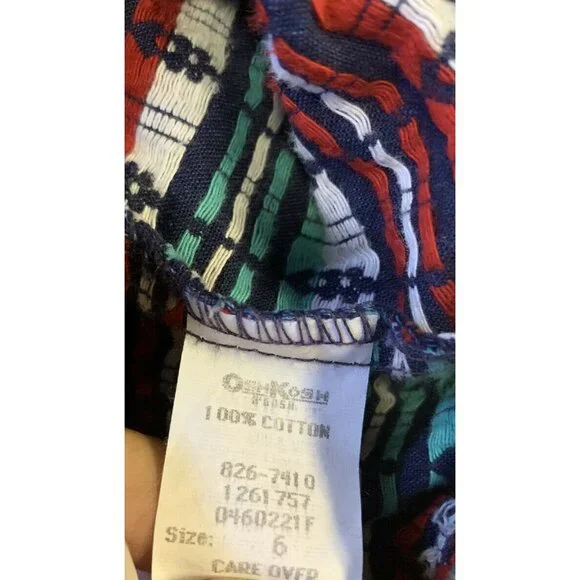 OSHKOSH
B'GOSH
100% COTTON
826-7410
1261757
0460221F
Size: 6
CARE OVER